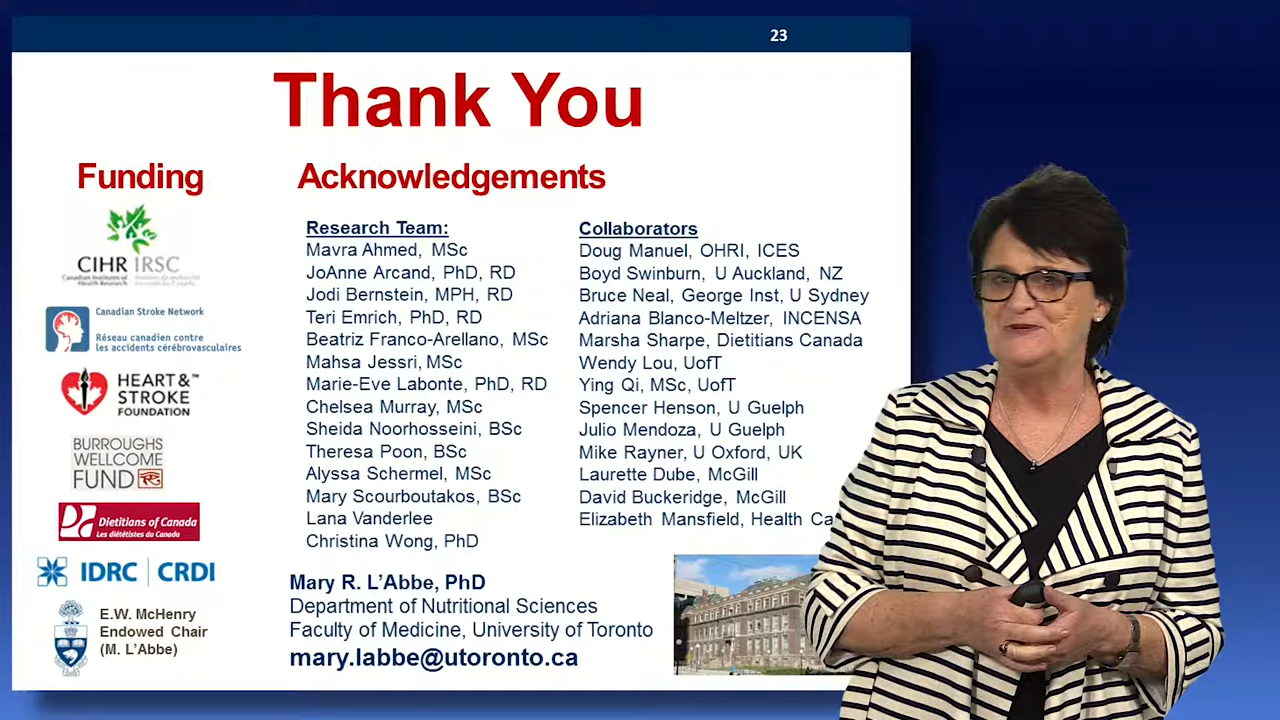 23
Thank You
Funding
Acknowledgements
CIHR IRSC
Canadian Institutes of
Health Research
Canadian Stroke Network
Réseau canadien contre
les accidents cérébrovasculaires
HEART &™
STROKE
FOUNDATION
BURROUGHS
WELLCOME
FUND
Dietitians of Canada
Les diététistes du Canada
IDRC | CRDI
E.W. McHenry
Endowed Chair
(M. L'Abbe)
Research Team:
Mavra Ahmed, MSc
JoAnne Arcand, PhD, RD
Jodi Bernstein, MPH, RD
Teri Emrich, PhD, RD
Beatriz Franco-Arellano, MSc
Mahsa Jessri, MSc
Marie-Eve Labonte, PhD, RD
Chelsea Murray, MSc
Sheida Noorhosseini, BSc
Theresa Poon, BSc
Alyssa Schermel, MSc
Mary Scourboutakos, BSc
Lana Vanderlee
Christina Wong, PhD
Collaborators
Doug Manuel, OHRI, ICES
Boyd Swinburn, U Auckland, NZ
Bruce Neal, George Inst, U Sydney
Adriana Blanco-Meltzer, INCENSA
Marsha Sharpe, Dietitians Canada
Wendy Lou, UofT
Ying Qi, MSc, UofT
Spencer Henson, U Guelph
Julio Mendoza, U Guelph
Mike Rayner, U Oxford, UK
Laurette Dube, McGill
David Buckeridge, McGill
Elizabeth Mansfield, Health Ca
Mary R. L'Abbe, PhD
Department of Nutritional Sciences
Faculty of Medicine, University of Toronto
mary.labbe@utoronto.ca